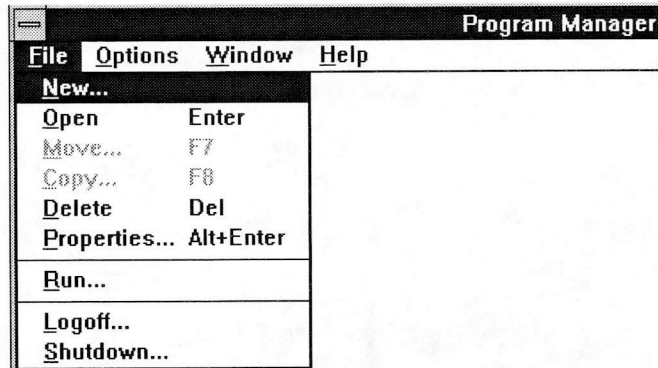 Program Manager
File Options Window Help
New...
Open Enter
Move... F7
Copy... F8
Delete Del
Properties... Alt+Enter
Run...
Logoff...
Shutdown...